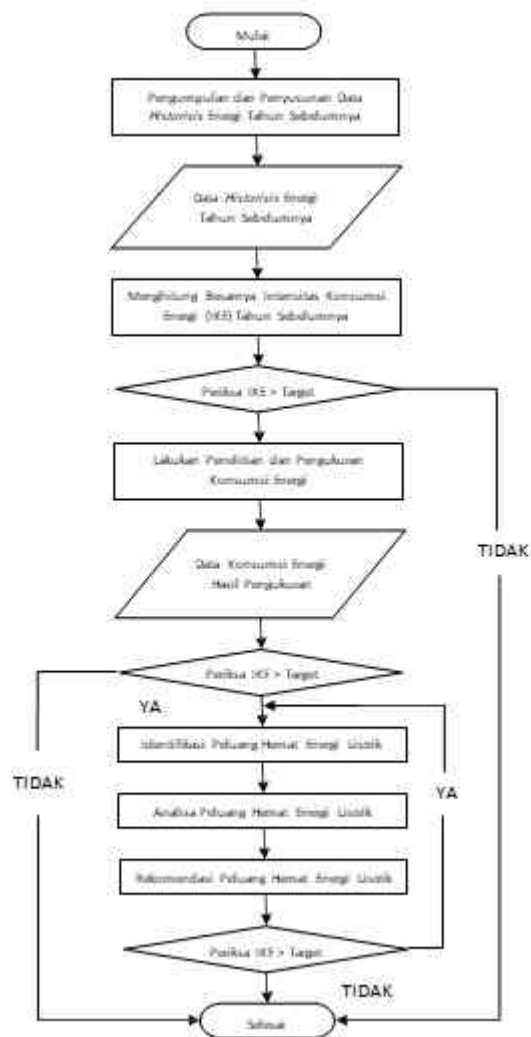 Mulai
Pengumpulan dan Penyusunan Data
Historisis Energi Tahun Sebelumnya
Data Historisis Energi
Tahun Sebelumnya
Menghitung Besarnya Intensitas Konsumsi
Energi (IKE) Tahun Sebelumnya
Periksa IKE > Target
Lakukan Penelitian dan Pengukuran
Konsumsi Energi
TIDAK
Data Konsumsi Energi
Hasil Pengukuran
Periksa IKE > Target
YA
Identifikasi Peluang Hemat Energi Listrik
TIDAK
YA
Analisa Peluang Hemat Energi Listrik
Rekomendasi Peluang Hemat Energi Listrik
Periksa IKE > Target
TIDAK
Selesai